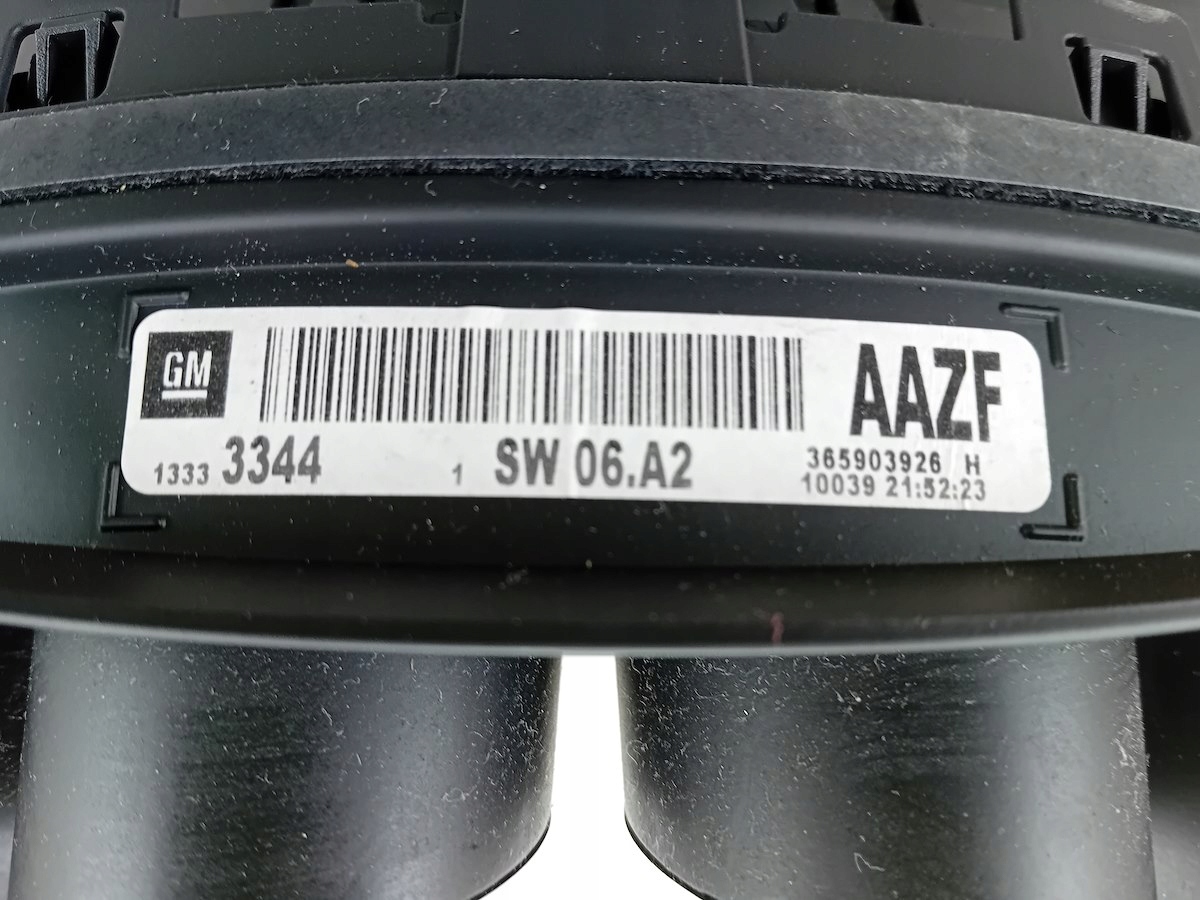 GM
AAZF
1333 3344 1 SW 06.A2
365903926 H
10039 21:52:23